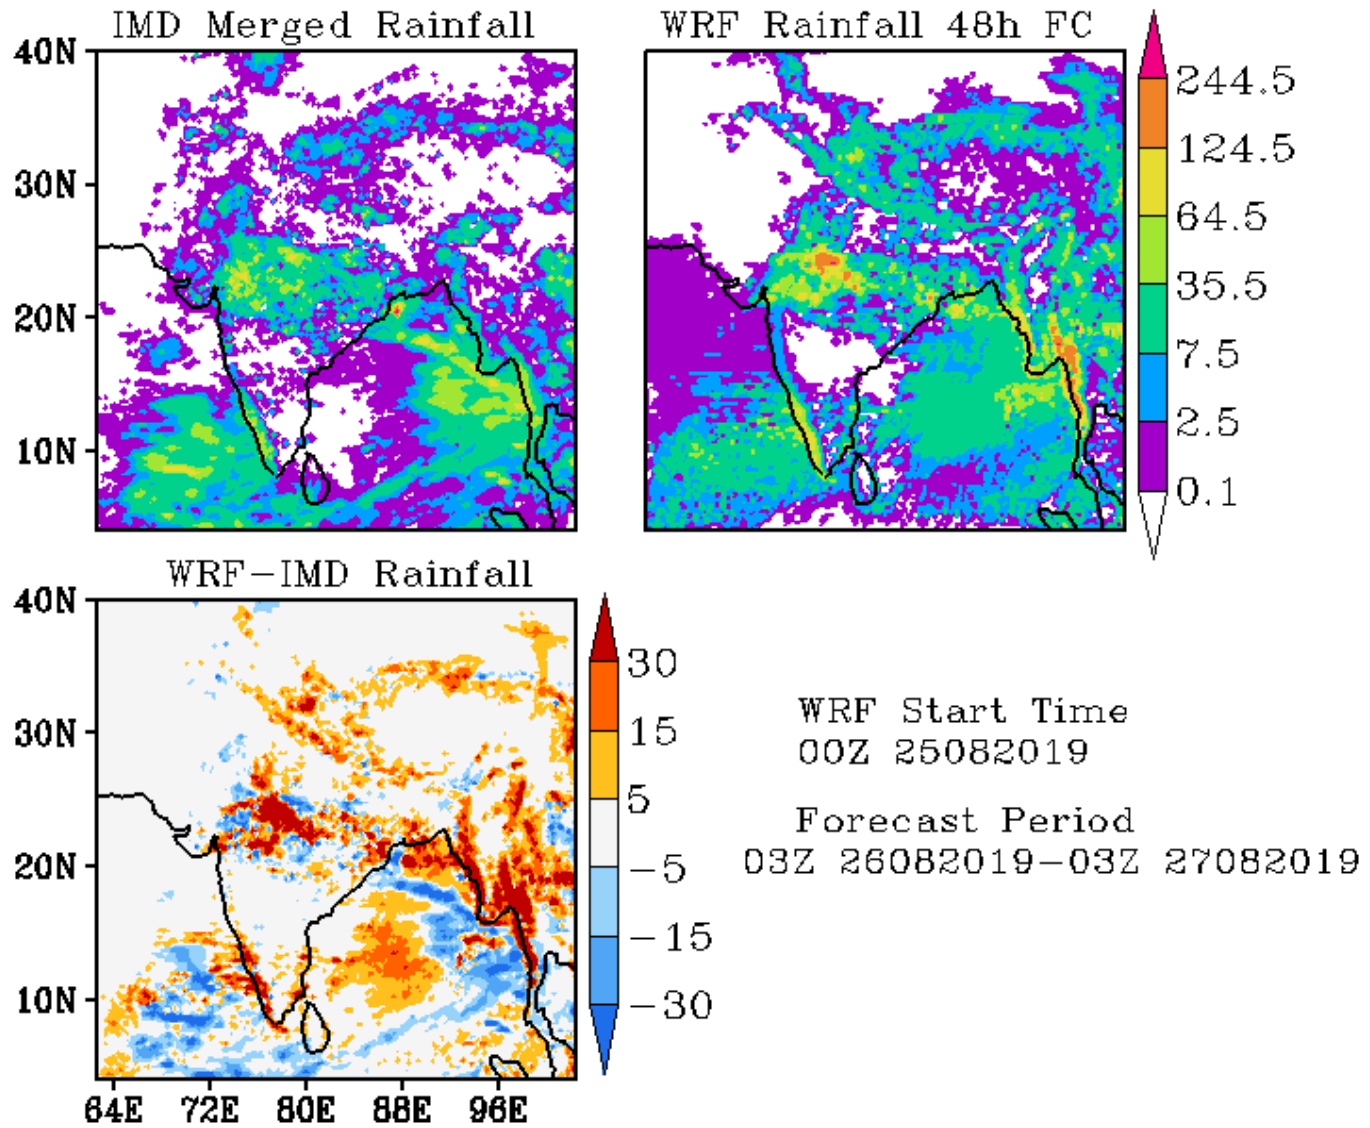 IMD Merged Rainfall
WRF Rainfall 48h FC
40N
30N
20N
10N
244.5
124.5
64.5
35.5
7.5
2.5
0.1
WRF-IMD Rainfall
40N
30N
20N
10N
64E 72E 80E 88E 96E
30
15
5
-5
-15
-30
WRF Start Time
00Z 25082019
Forecast Period
03Z 26082019-03Z 27082019